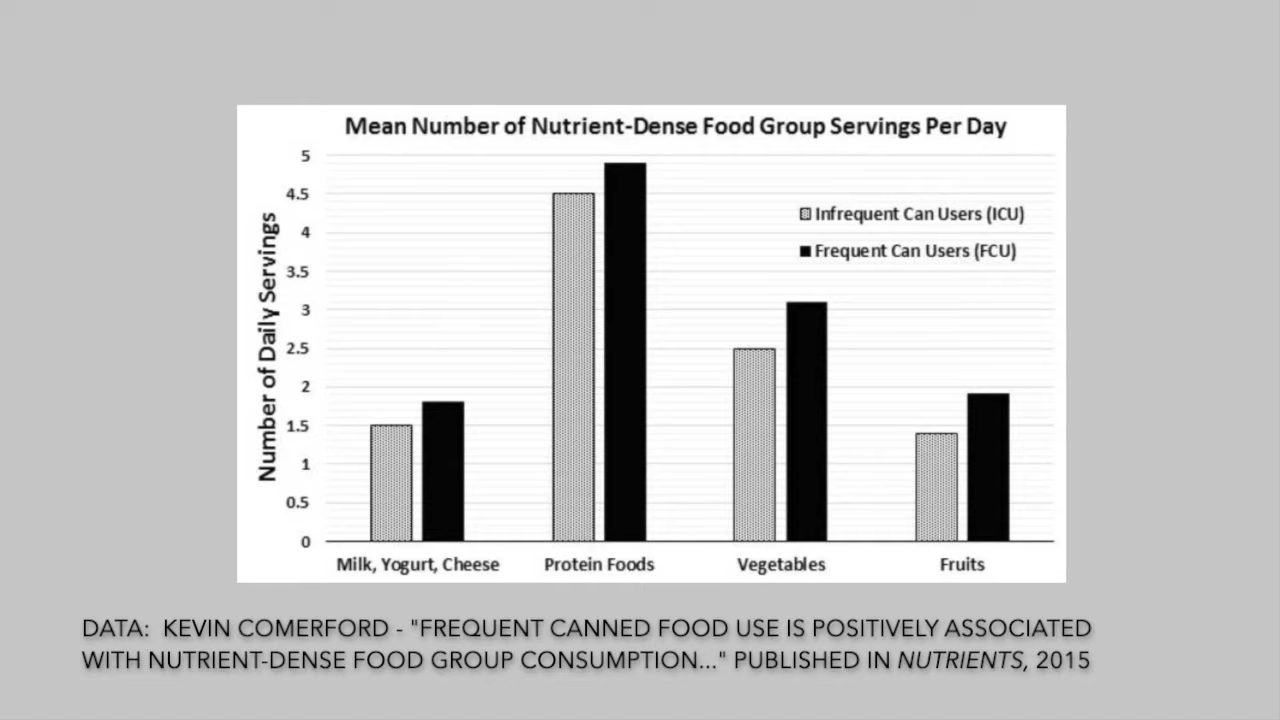 Mean Number of Nutrient-Dense Food Group Servings Per Day
Number of Daily Servings
5
4.5
4
3.5
3
2.5
2
1.5
1
0.5
0
Infrequent Can Users (ICU)
Frequent Can Users (FCU)
Milk, Yogurt, Cheese
Protein Foods
Vegetables
Fruits
DATA: KEVIN COMERFORD - "FREQUENT CANNED FOOD USE IS POSITIVELY ASSOCIATED
WITH NUTRIENT-DENSE FOOD GROUP CONSUMPTION..." PUBLISHED IN NUTRIENTS, 2015